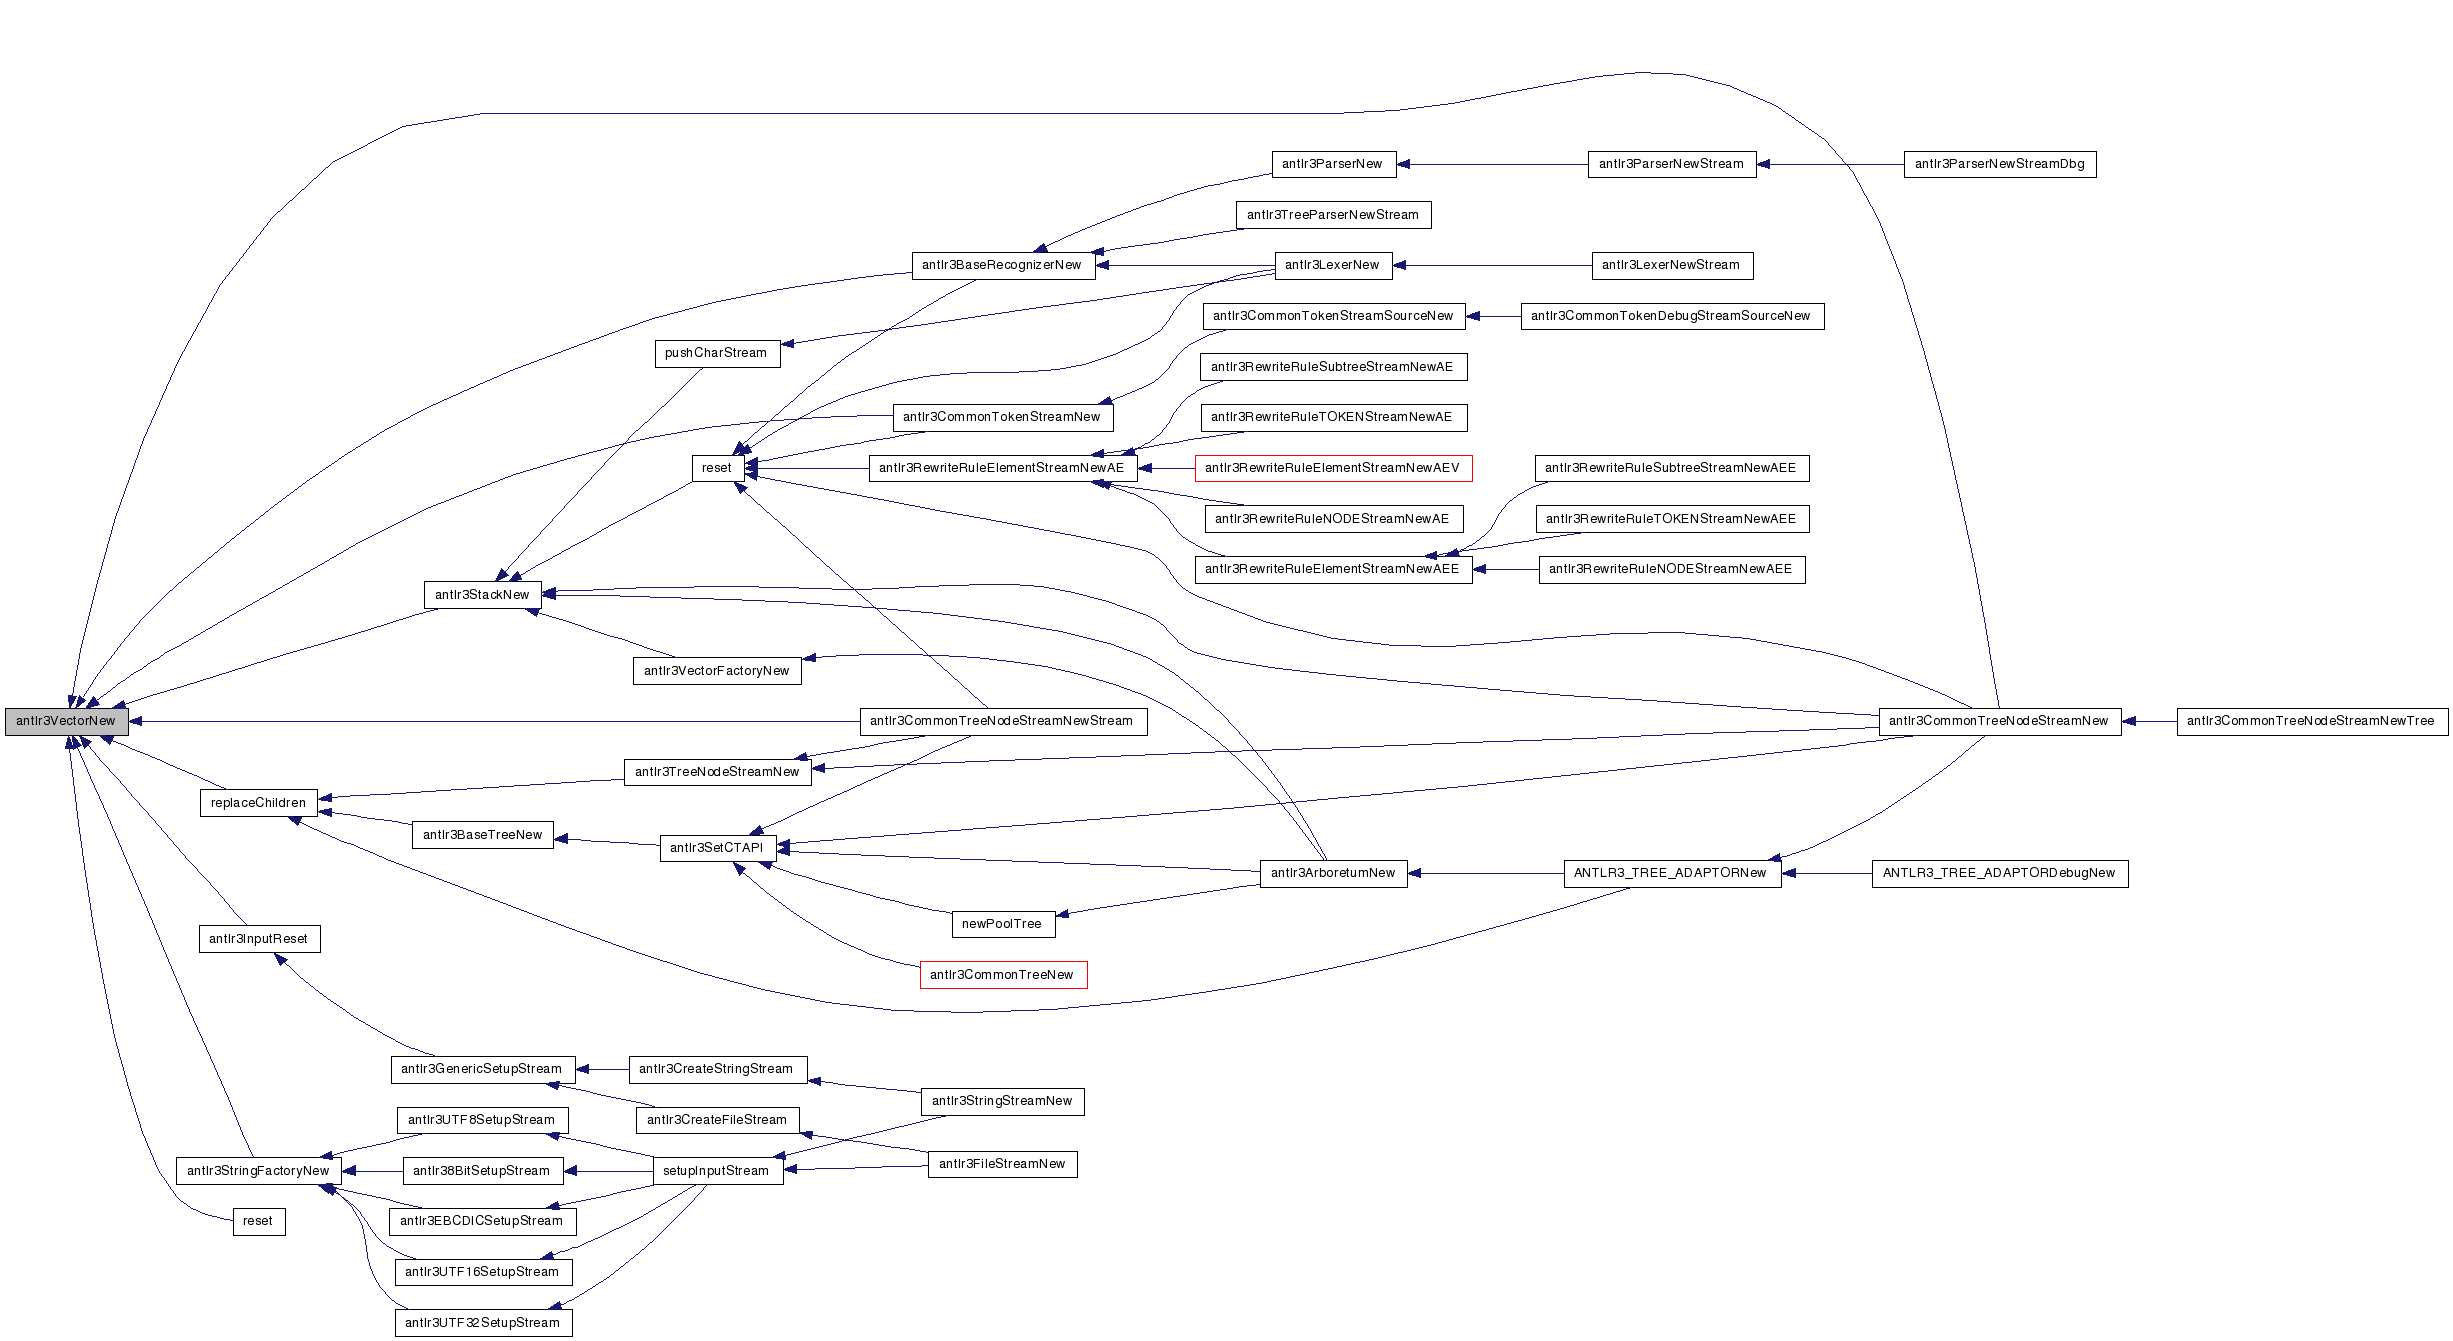 antlr3ParserNew
antlr3ParserNewStream
antlr3ParserNewStreamDbg
antlr3TreeParserNewStream
antlr3BaseRecognizerNew
antlr3LexerNew
antlr3LexerNewStream
antlr3CommonTokenStreamSourceNew
antlr3CommonTokenDebugStreamSourceNew
pushCharStream
antlr3RewriteRuleSubtreeStreamNewAE
antlr3CommonTokenStreamNew
antlr3RewriteRuleTOKENStreamNewAE
reset
antlr3RewriteRuleElementStreamNewAE
antlr3RewriteRuleElementStreamNewAEV
antlr3RewriteRuleSubtreeStreamNewAEE
antlr3RewriteRuleNODEStreamNewAE
antlr3RewriteRuleTOKENStreamNewAEE
antlr3RewriteRuleElementStreamNewAEE
antlr3RewriteRuleNODEStreamNewAEE
antlr3StackNew
antlr3VectorFactoryNew
antlr3VectorNew
antlr3CommonTreeNodeStreamNewStream
antlr3CommonTreeNodeStreamNew
antlr3CommonTreeNodeStreamNewTree
antlr3TreeNodeStreamNew
replaceChildren
antlr3BaseTreeNew
antlr3SetCTAPI
antlr3ArboretumNew
ANTLR3_TREE_ADAPTORNew
ANTLR3_TREE_ADAPTORDebugNew
newPoolTree
antlr3InputReset
antlr3CommonTreeNew
antlr3GenericSetupStream
antlr3CreateStringStream
antlr3StringStreamNew
antlr3UTF8SetupStream
antlr3CreateFileStream
antlr3StringFactoryNew
antlr38BitSetupStream
setupInputStream
antlr3FileStreamNew
reset
antlr3EBCDICSetupStream
antlr3UTF16SetupStream
antlr3UTF32SetupStream